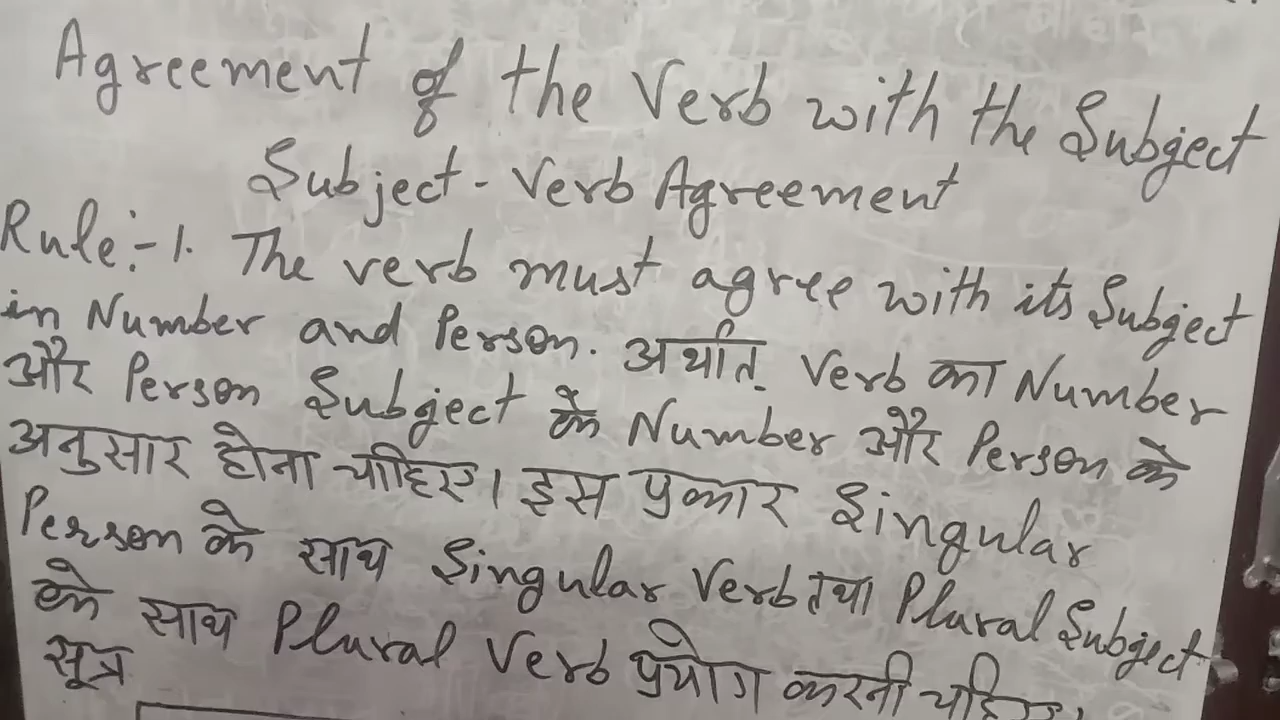 Agreement of the Verb with the Subject
Subject - Verb Agreement
Rule:-1. The verb must agree with its Subject
in Number and Person. अर्थात् Verb का Number
और Person Subject के Number और Person के
अनुसार होना चाहिए। इस प्रकार Singular
Person के साथ Singular Verb तथा Plural Subject
के साथ Plural Verb प्रयोग करनी चाहिए।
सूत्र